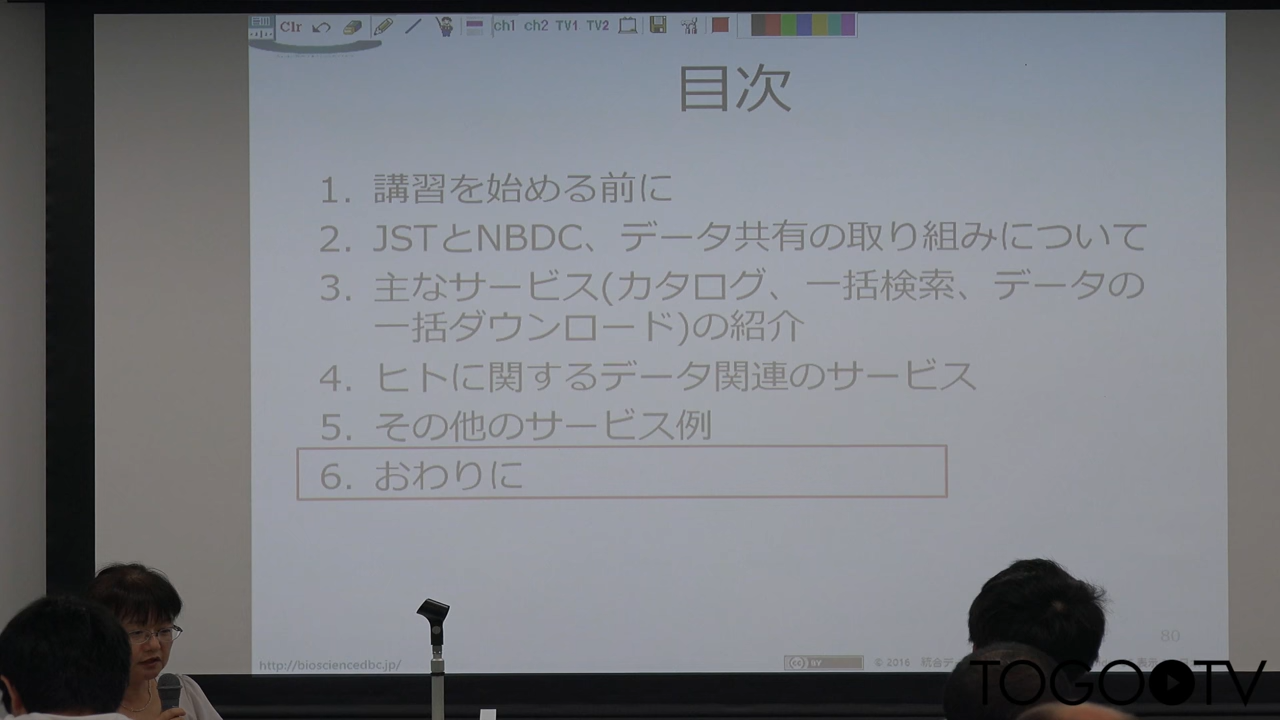 Clr ch1 ch2 TV1 TV2
目次
1. 講習を始める前に
2. JSTとNBDC、データ共有の取り組みについて
3. 主なサービス(カタログ、一括検索、データの
一括ダウンロード)の紹介
4. ヒトに関するデータ関連のサービス
5. その他のサービス例
6. おわりに
80
http://biosciencedbc.jp/
cc BY
© 2016 統合デ
TOGO TV